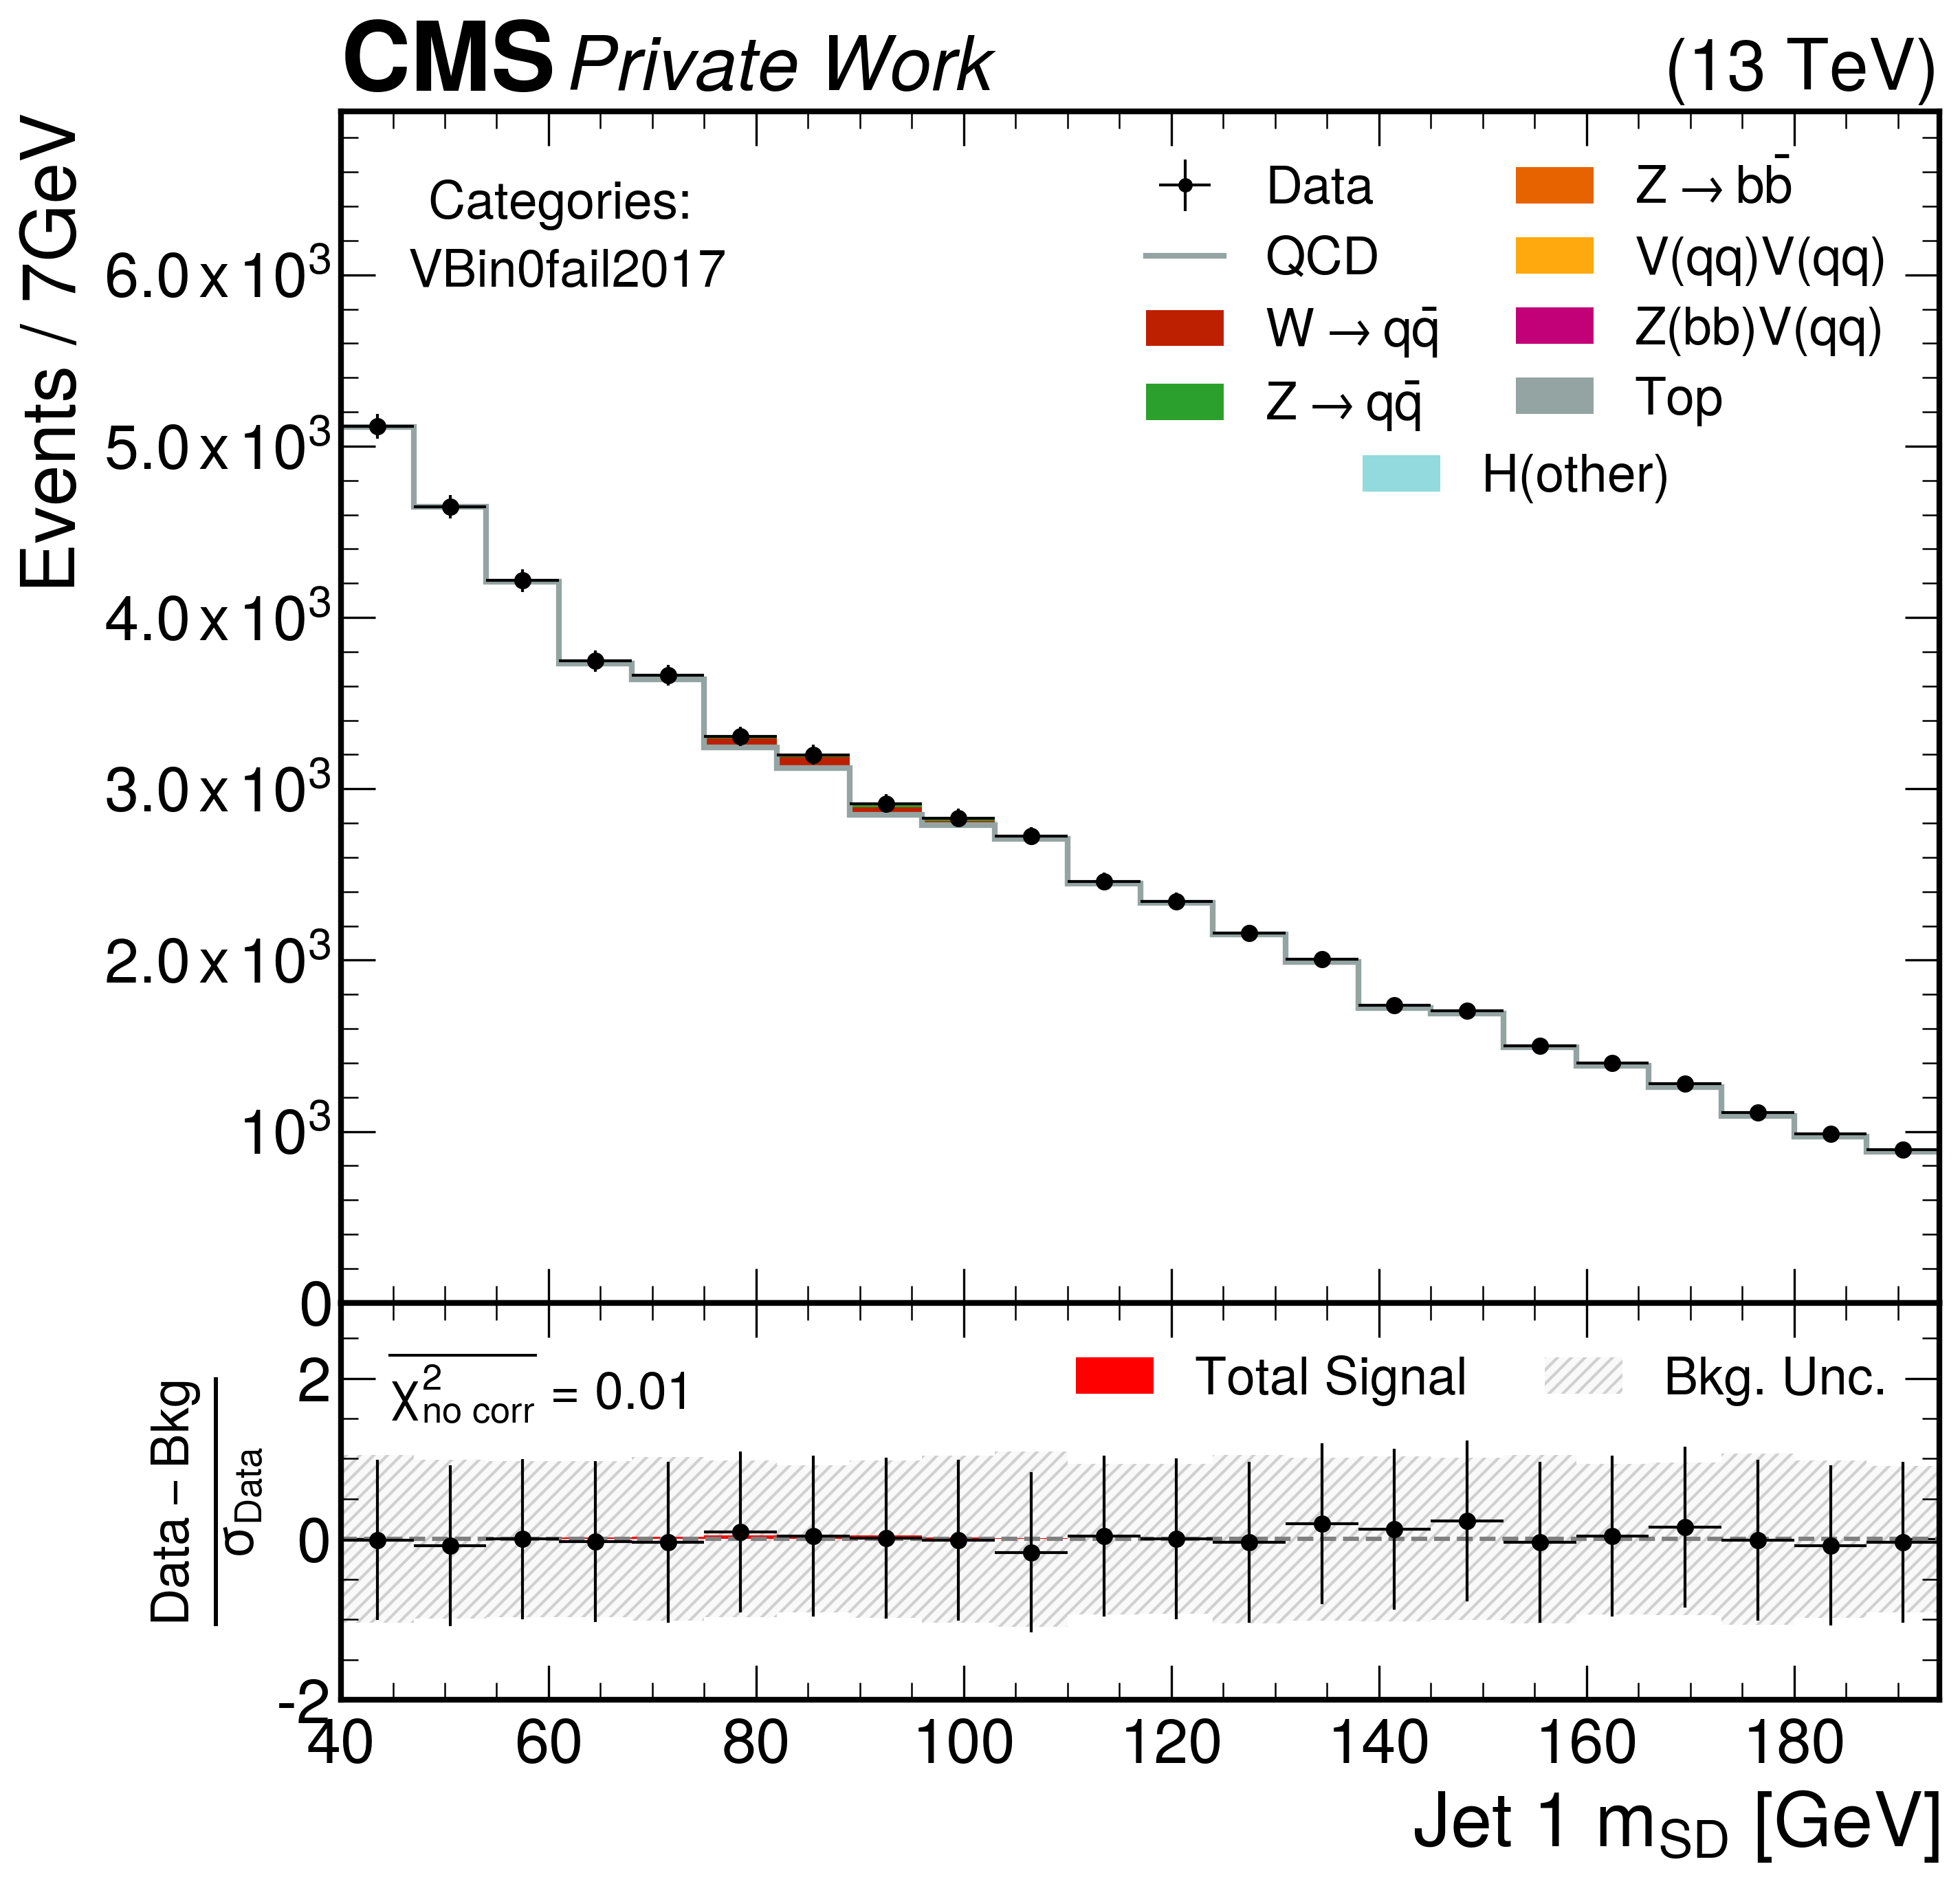 CMS Private Work (13 TeV)
Events / 7GeV
Categories:
VBin0fail2017
Data
QCD
W → qq̄
Z → qq̄
Z → bb̄
V(qq)V(qq)
Z(bb)V(qq)
Top
H(other)
6.0 x 10³
5.0 x 10³
4.0 x 10³
3.0 x 10³
2.0 x 10³
10³
0
Data − Bkg
σData
χ²no corr = 0.01
Total Signal
Bkg. Unc.
2
0
-2
40 60 80 100 120 140 160 180
Jet 1 mSD [GeV]